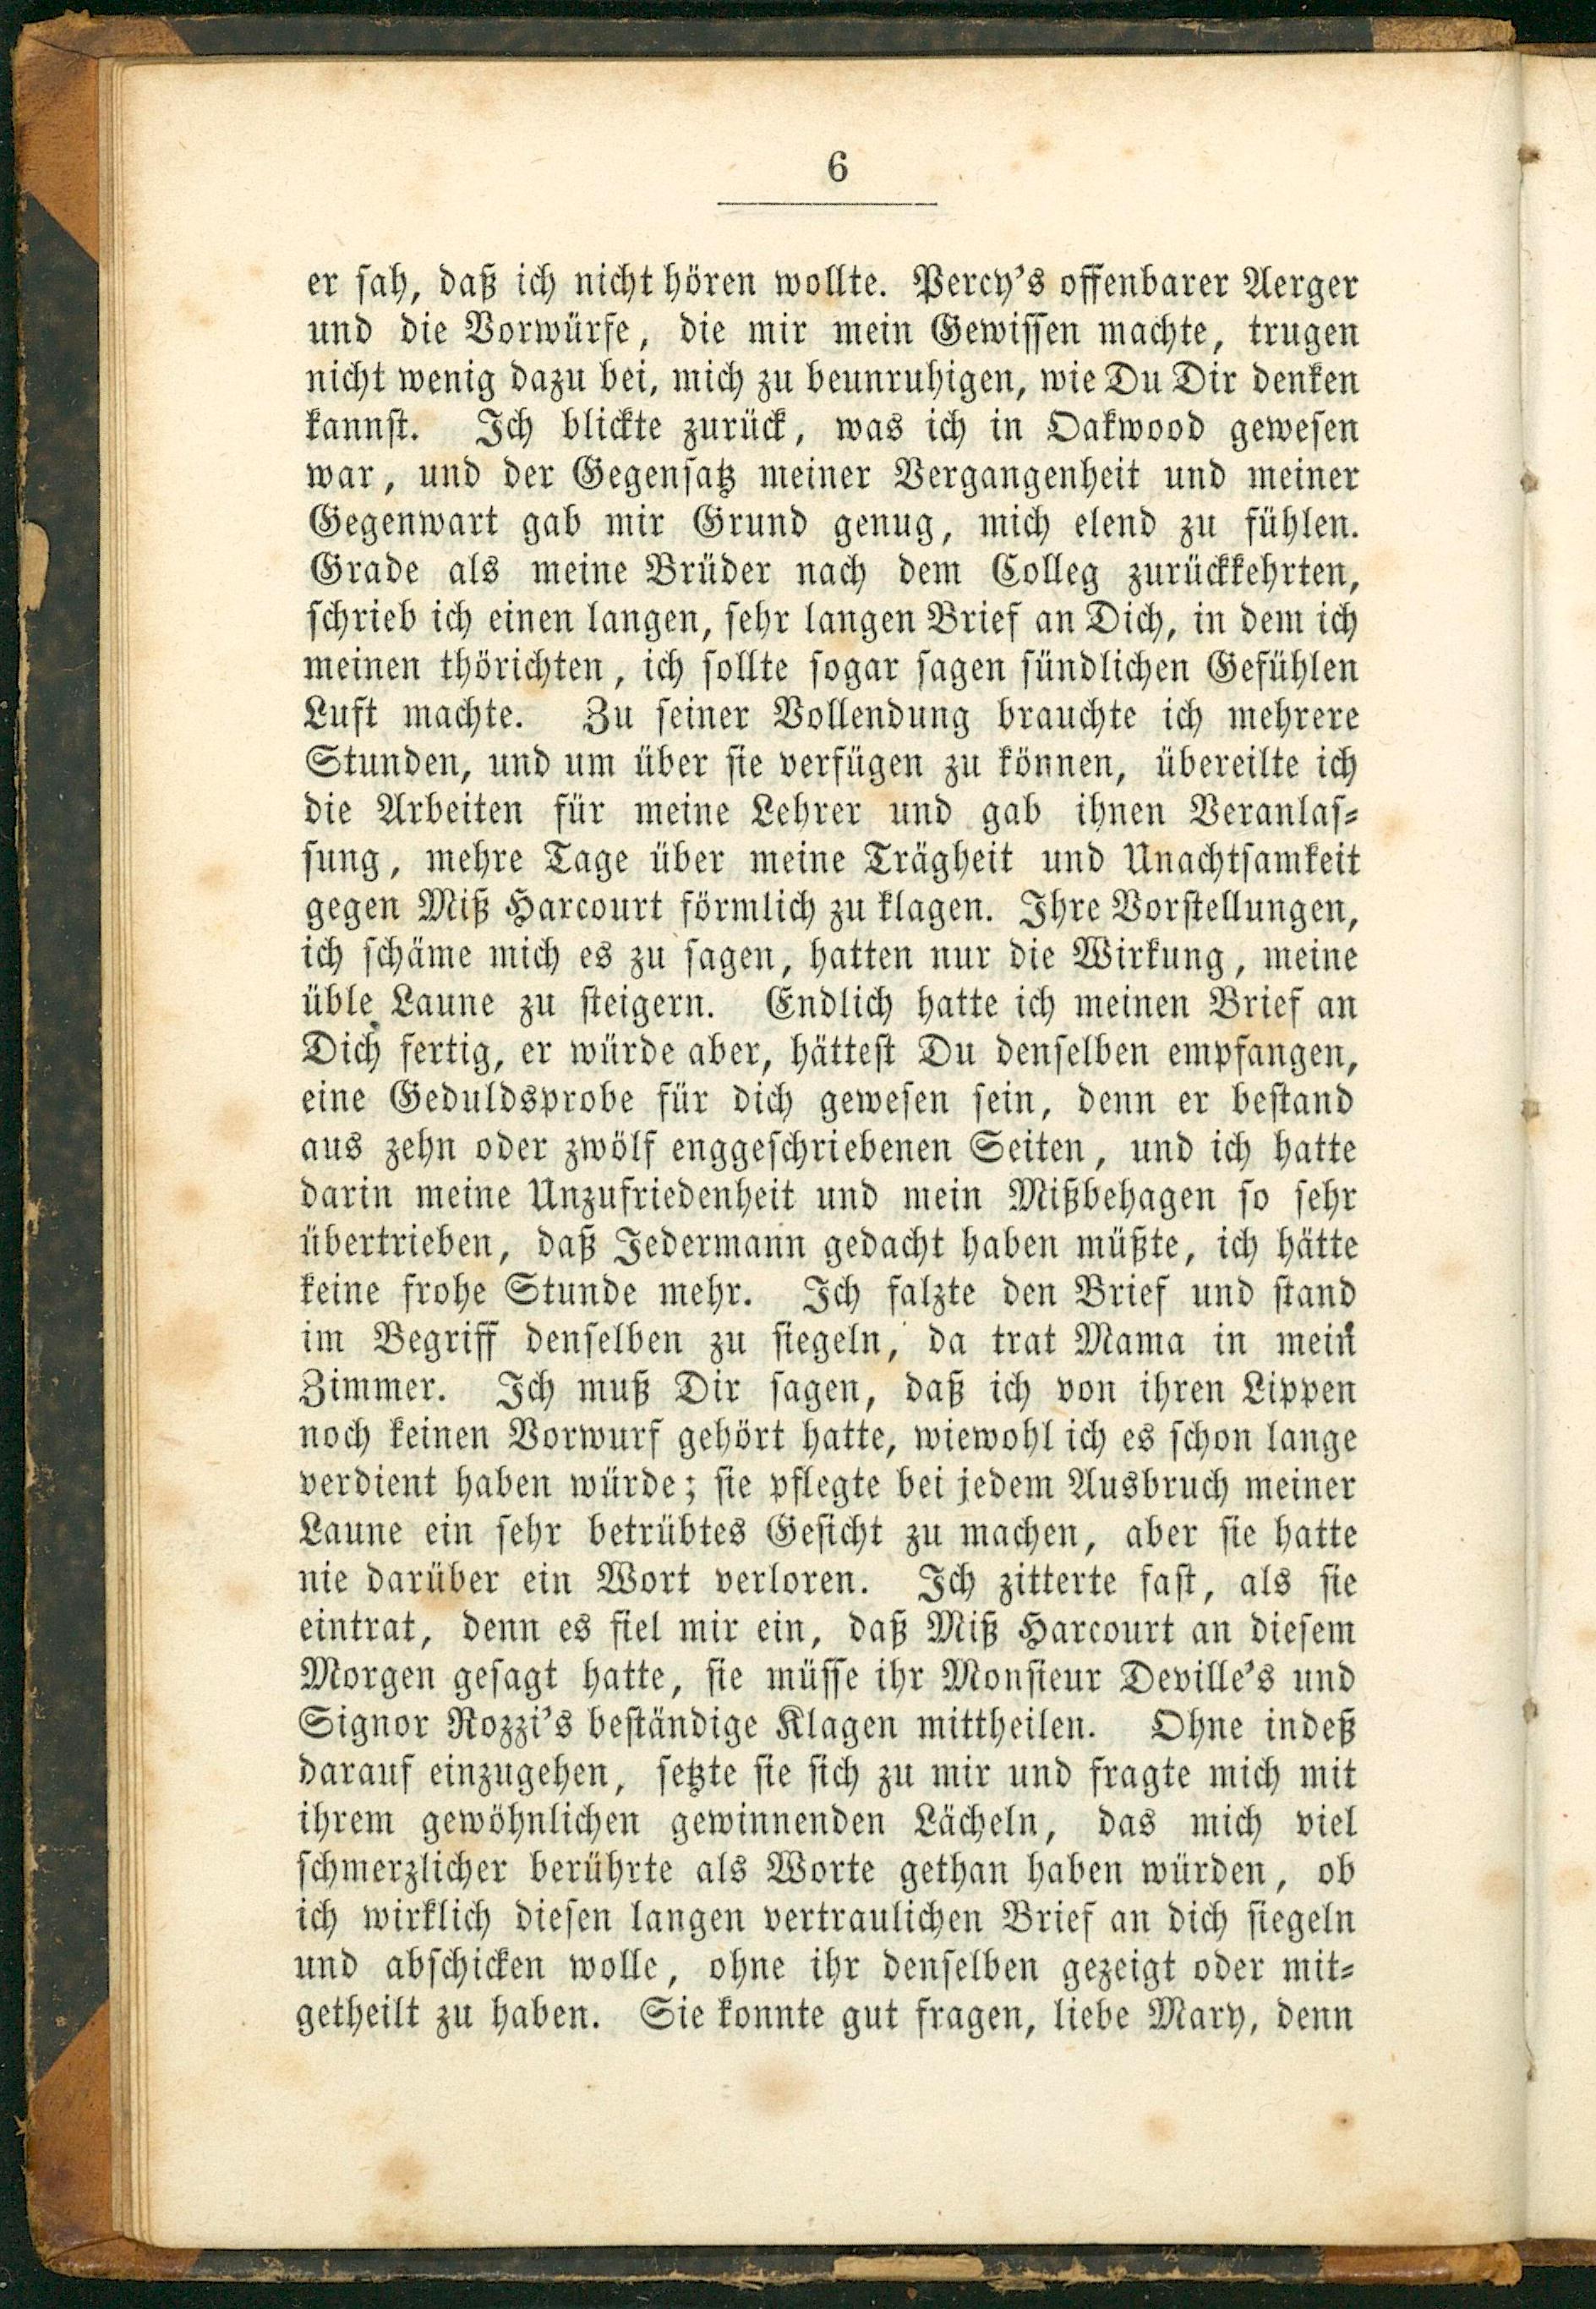 6
er sah, daß ich nicht hören wollte. Percy's offenbarer Aerger
und die Vorwürfe, die mir mein Gewissen machte, trugen
nicht wenig dazu bei, mich zu beunruhigen, wie Du Dir denken
kannst. Ich blickte zurück, was ich in Oakwood gewesen
war, und der Gegensatz meiner Vergangenheit und meiner
Gegenwart gab mir Grund genug, mich elend zu fühlen.
Grade als meine Brüder nach dem Colleg zurückkehrten,
schrieb ich einen langen, sehr langen Brief an Dich, in dem ich
meinen thörichten, ich sollte sogar sagen sündlichen Gefühlen
Luft machte. Zu seiner Vollendung brauchte ich mehrere
Stunden, und um über sie verfügen zu können, übereilte ich
die Arbeiten für meine Lehrer und gab ihnen Veranlas-
sung, mehre Tage über meine Trägheit und Unachtsamkeit
gegen Miß Harcourt förmlich zu klagen. Ihre Vorstellungen,
ich schäme mich es zu sagen, hatten nur die Wirkung, meine
üble Laune zu steigern. Endlich hatte ich meinen Brief an
Dich fertig, er würde aber, hättest Du denselben empfangen,
eine Geduldsprobe für dich gewesen sein, denn er bestand
aus zehn oder zwölf enggeschriebenen Seiten, und ich hatte
darin meine Unzufriedenheit und mein Mißbehagen so sehr
übertrieben, daß Jedermann gedacht haben müßte, ich hätte
keine frohe Stunde mehr. Ich falzte den Brief und stand
im Begriff denselben zu siegeln, da trat Mama in mein
Zimmer. Ich muß Dir sagen, daß ich von ihren Lippen
noch keinen Vorwurf gehört hatte, wiewohl ich es schon lange
verdient haben würde; sie pflegte bei jedem Ausbruch meiner
Laune ein sehr betrübtes Gesicht zu machen, aber sie hatte
nie darüber ein Wort verloren. Ich zitterte fast, als sie
eintrat, denn es fiel mir ein, daß Miß Harcourt an diesem
Morgen gesagt hatte, sie müsse ihr Monsieur Deville's und
Signor Rozzi's beständige Klagen mittheilen. Ohne indeß
darauf einzugehen, setzte sie sich zu mir und fragte mich mit
ihrem gewöhnlichen gewinnenden Lächeln, das mich viel
schmerzlicher berührte als Worte gethan haben würden, ob
ich wirklich diesen langen vertraulichen Brief an dich siegeln
und abschicken wolle, ohne ihr denselben gezeigt oder mit-
getheilt zu haben. Sie konnte gut fragen, liebe Mary, denn